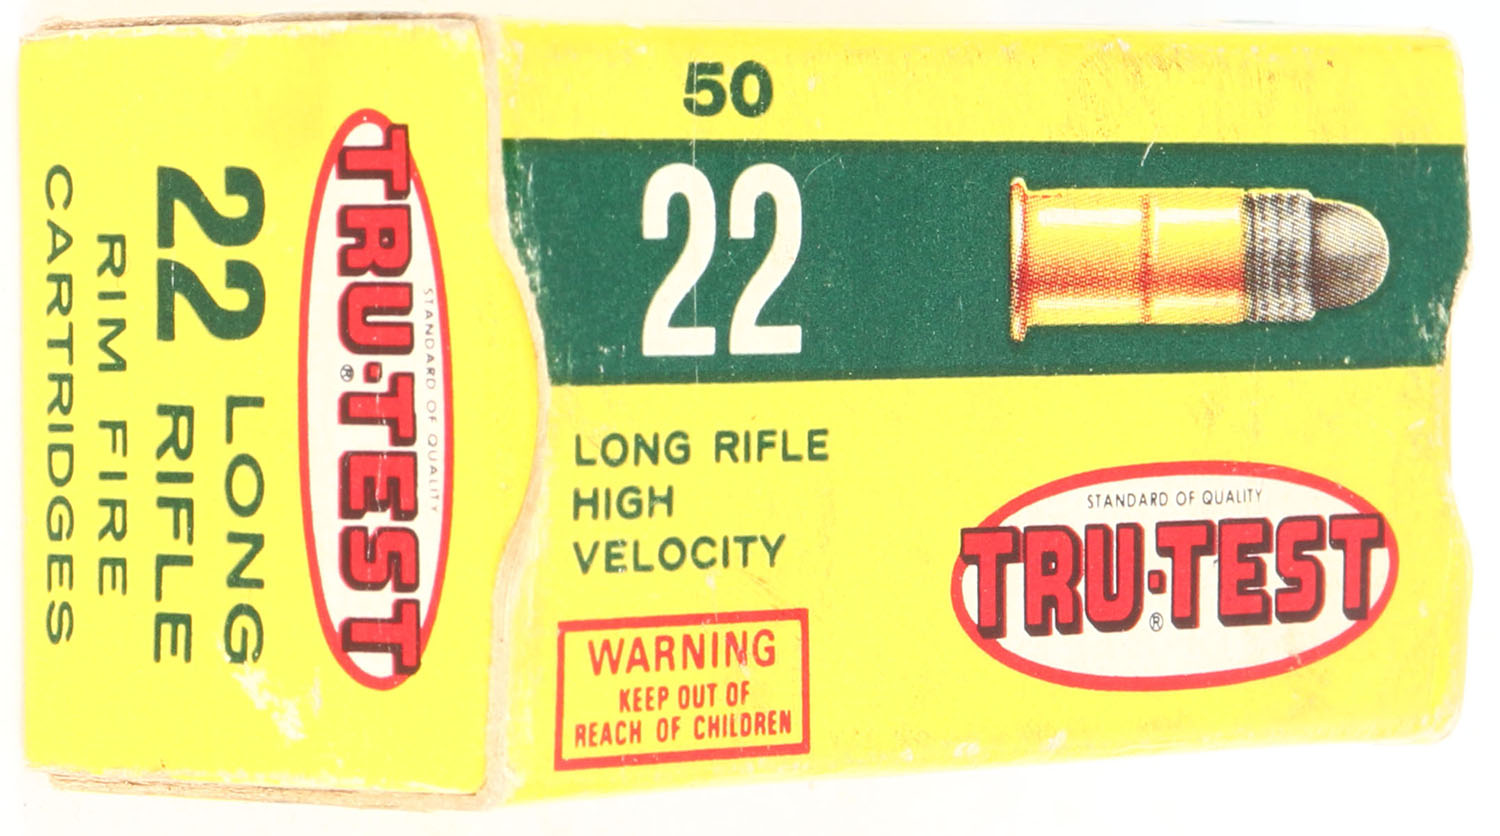 50
22
LONG RIFLE
HIGH
VELOCITY
WARNING
KEEP OUT OF
REACH OF CHILDREN
STANDARD OF QUALITY
TRU·TEST
®
STANDARD OF QUALITY
TRU·TEST
®
22 LONG
RIFLE
RIM FIRE
CARTRIDGES